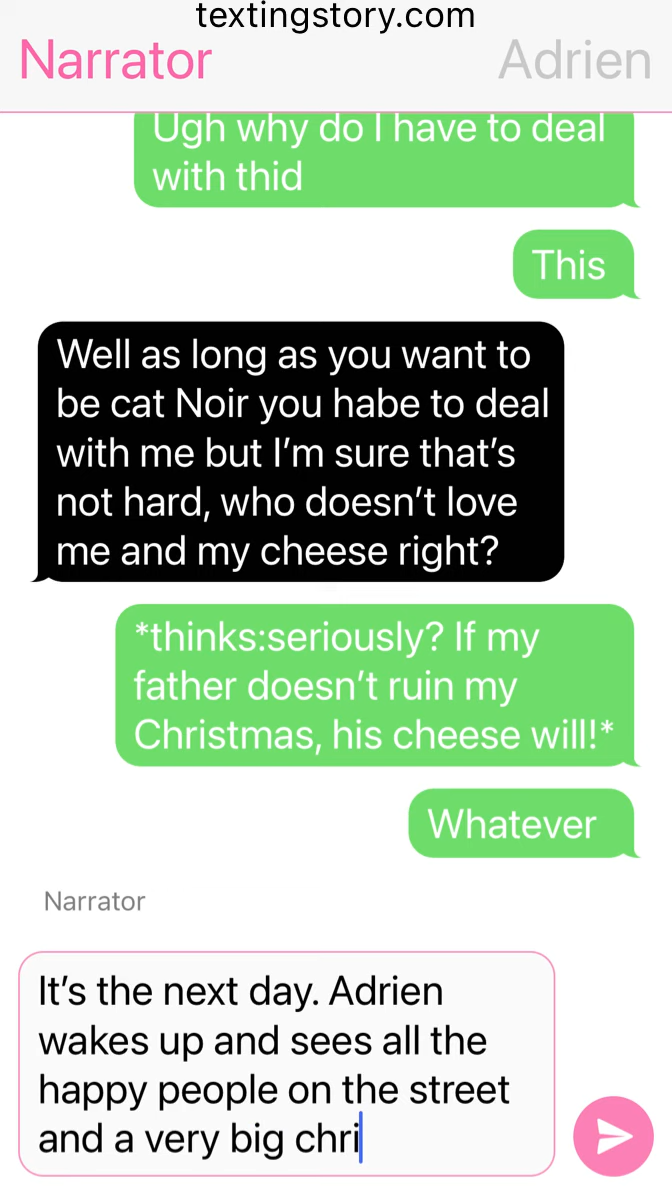 textingstory.com
Narrator Adrien
Ugh why do I have to deal
with thid
This
Well as long as you want to
be cat Noir you habe to deal
with me but I’m sure that’s
not hard, who doesn’t love
me and my cheese right?
*thinks:seriously? If my
father doesn’t ruin my
Christmas, his cheese will!*
Whatever
Narrator
It’s the next day. Adrien
wakes up and sees all the
happy people on the street
and a very big chri